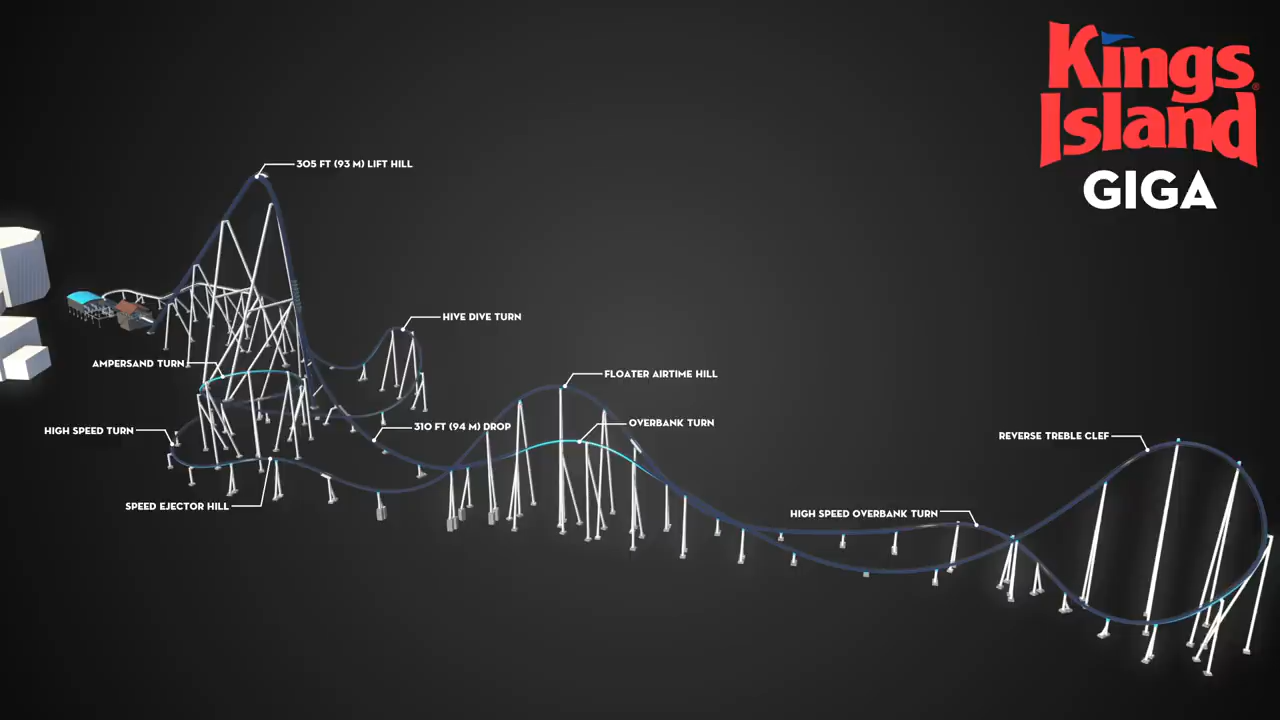 Kings
Island®
GIGA
305 FT (93 M) LIFT HILL
HIVE DIVE TURN
AMPERSAND TURN
FLOATER AIRTIME HILL
OVERBANK TURN
310 FT (94 M) DROP
HIGH SPEED TURN
REVERSE TREBLE CLEF
SPEED EJECTOR HILL
HIGH SPEED OVERBANK TURN